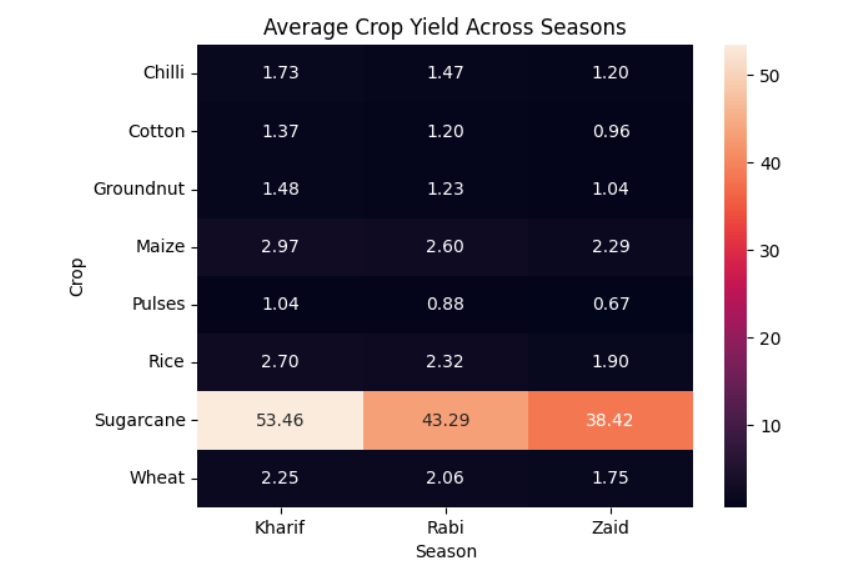 Average Crop Yield Across Seasons
Chilli 1.73 1.47 1.20
Cotton 1.37 1.20 0.96
Groundnut 1.48 1.23 1.04
Maize 2.97 2.60 2.29
Pulses 1.04 0.88 0.67
Rice 2.70 2.32 1.90
Sugarcane 53.46 43.29 38.42
Wheat 2.25 2.06 1.75
Kharif Rabi Zaid
Season
Crop
50
40
30
20
10